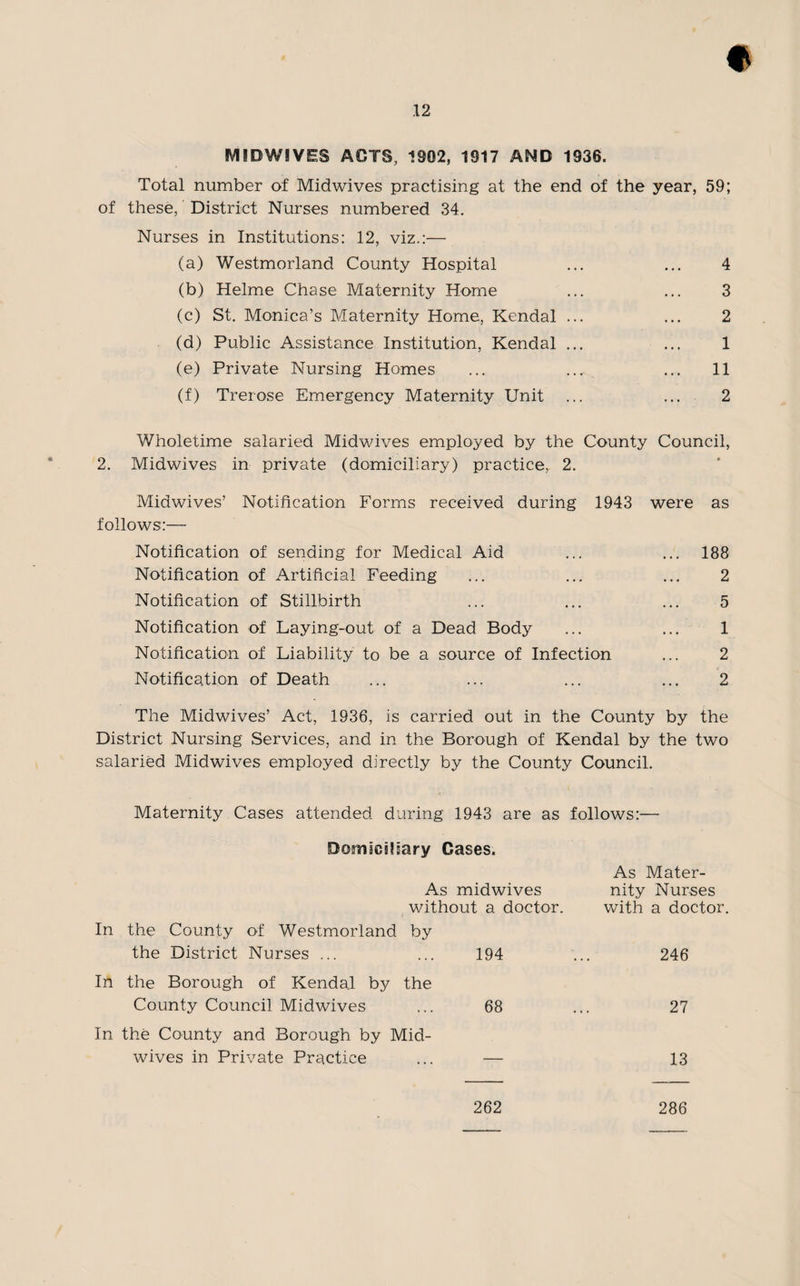 12
MIDWIVES ACTS, 1902, 1917 AND 1936.
Total number of Midwives practising at the end of the year, 59;
of these, District Nurses numbered 34.
Nurses in Institutions: 12, viz.:—
(a) Westmorland County Hospital ... ... 4
(b) Helme Chase Maternity Home ... ... 3
(c) St. Monica's Maternity Home, Kendal ... ... 2
(d) Public Assistance Institution, Kendal ... ... 1
(e) Private Nursing Homes ... ... ... 11
(f) Trerose Emergency Maternity Unit ... ... 2
Wholetime salaried Midwives employed by the County Council,
2. Midwives in private (domiciliary) practice, 2.
Midwives' Notification Forms received during 1943 were as
follows:—
Notification of sending for Medical Aid ... ... 188
Notification of Artificial Feeding ... ... ... 2
Notification of Stillbirth ... ... ... 5
Notification of Laying-out of a Dead Body ... ... 1
Notification of Liability to be a source of Infection ... 2
Notification of Death ... ... ... ... 2
The Midwives' Act, 1936, is carried out in the County by the
District Nursing Services, and in the Borough of Kendal by the two
salaried Midwives employed directly by the County Council.
Maternity Cases attended during 1943 are as follows:—
Domiciliary Cases.
As Mater-
As midwives nity Nurses
without a doctor. with a doctor.
In the County of Westmorland by
the District Nurses ... ... 194 ... 246
In the Borough of Kendal by the
County Council Midwives ... 68 ... 27
In the County and Borough by Mid-
wives in Private Practice ... — 13
262 286